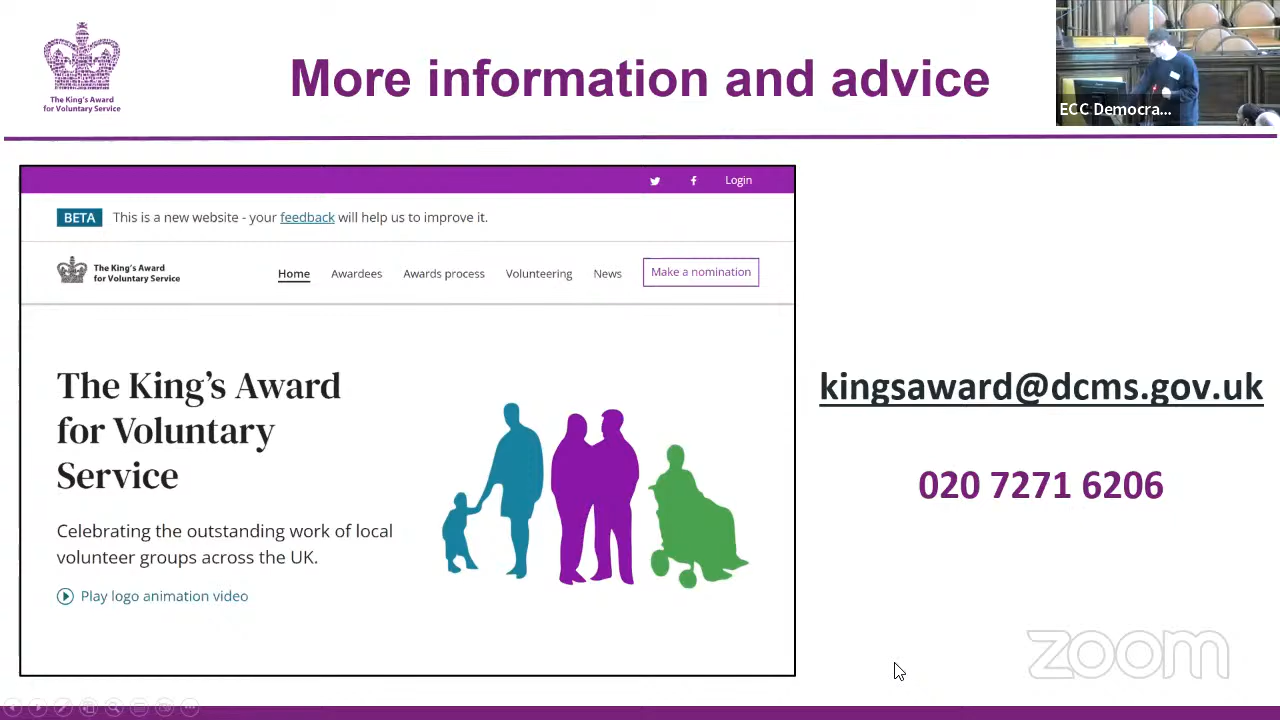 The King's Award
for Voluntary Service
More information and advice
ECC Democra...
Login
BETA This is a new website - your feedback will help us to improve it.
The King's Award
for Voluntary Service
Home Awardees Awards process Volunteering News Make a nomination
The King's Award
for Voluntary
Service
Celebrating the outstanding work of local
volunteer groups across the UK.
Play logo animation video
kingsaward@dcms.gov.uk
020 7271 6206
zoom